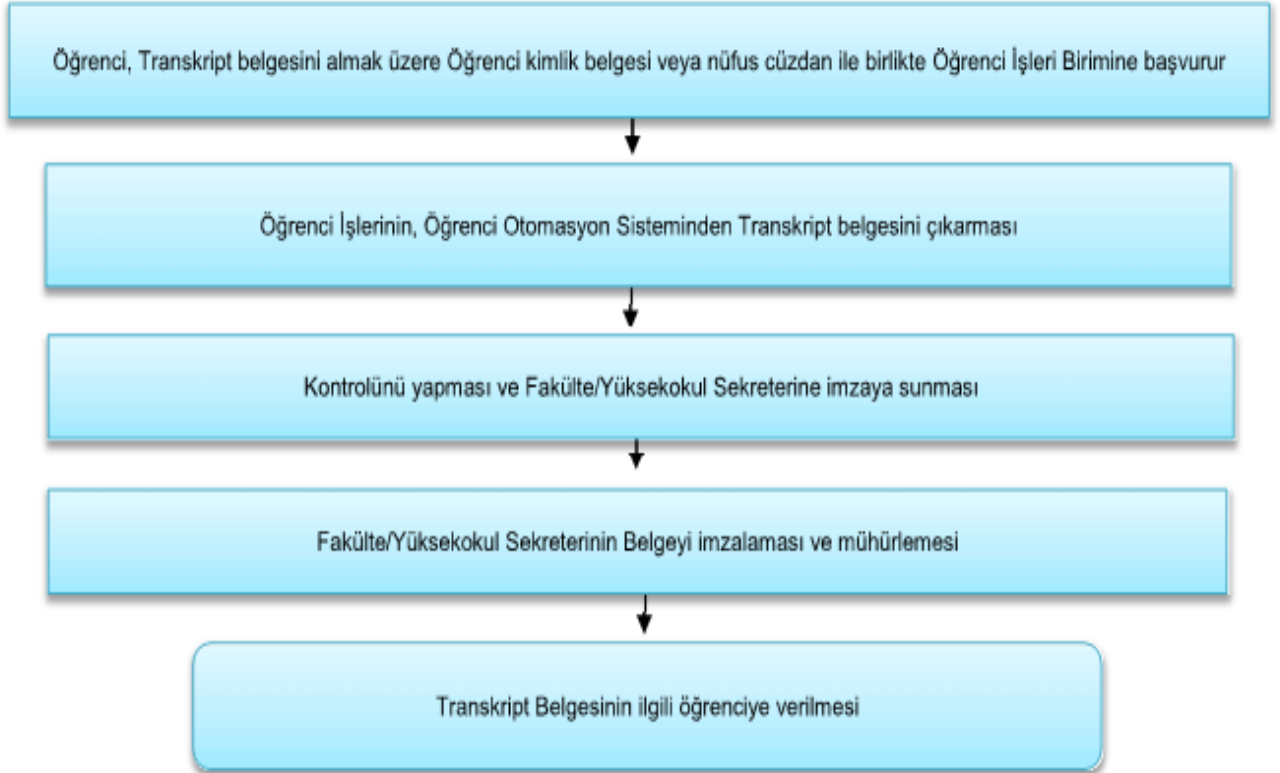 Öğrenci, Transkript belgesini almak üzere Öğrenci kimlik belgesi veya nüfus cüzdan ile birlikte Öğrenci İşleri Birimine başvurur
Öğrenci İşlerinin, Öğrenci Otomasyon Sisteminden Transkript belgesini çıkarması
Kontrolünü yapması ve Fakülte/Yüksekokul Sekreterine imzaya sunması
Fakülte/Yüksekokul Sekreterinin Belgeyi imzalaması ve mühürlemesi
Transkript Belgesinin ilgili öğrenciye verilmesi